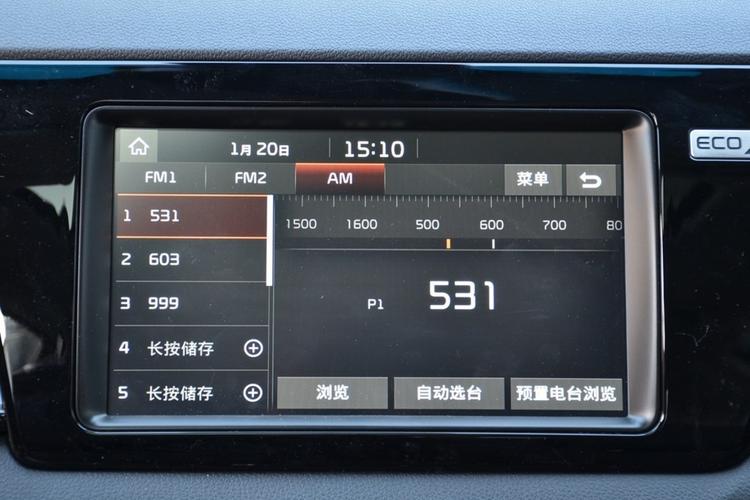 1月 20日 15:10
FM1 FM2 AM 菜单
1 531
2 603
3 999
4 长按储存
5 长按储存
1500 1600 500 600 700 80
P1 531
浏览 自动选台 预置电台浏览
ECO